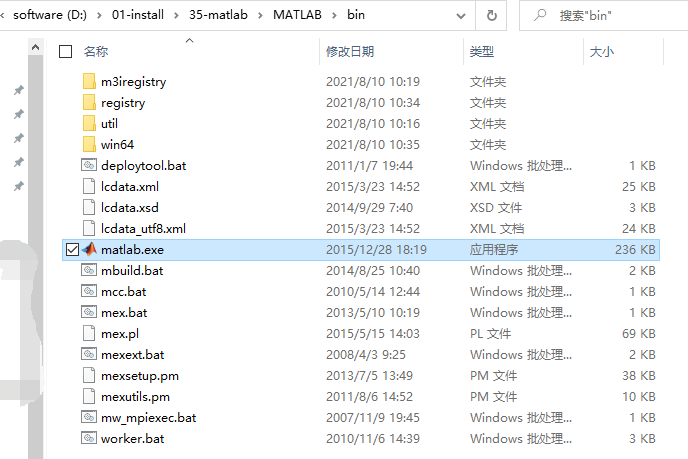 software (D:) › 01-install › 35-matlab › MATLAB › bin
搜索"bin"
名称 修改日期 类型 大小
m3iregistry 2021/8/10 10:19 文件夹
registry 2021/8/10 10:34 文件夹
util 2021/8/10 10:16 文件夹
win64 2021/8/10 10:35 文件夹
deploytool.bat 2011/1/7 19:44 Windows 批处理... 1 KB
lcdata.xml 2015/3/23 14:52 XML 文档 25 KB
lcdata.xsd 2014/9/29 7:40 XSD 文件 3 KB
lcdata_utf8.xml 2015/3/23 14:52 XML 文档 24 KB
matlab.exe 2015/12/28 18:19 应用程序 236 KB
mbuild.bat 2014/8/25 10:40 Windows 批处理... 2 KB
mcc.bat 2010/5/14 12:44 Windows 批处理... 1 KB
mex.bat 2013/5/10 10:19 Windows 批处理... 1 KB
mex.pl 2015/5/15 14:03 PL 文件 69 KB
mexext.bat 2008/4/3 9:25 Windows 批处理... 2 KB
mexsetup.pm 2013/7/5 13:49 PM 文件 38 KB
mexutils.pm 2011/8/6 14:52 PM 文件 10 KB
mw_mpiexec.bat 2007/11/9 19:45 Windows 批处理... 1 KB
worker.bat 2010/11/6 14:39 Windows 批处理... 1 KB